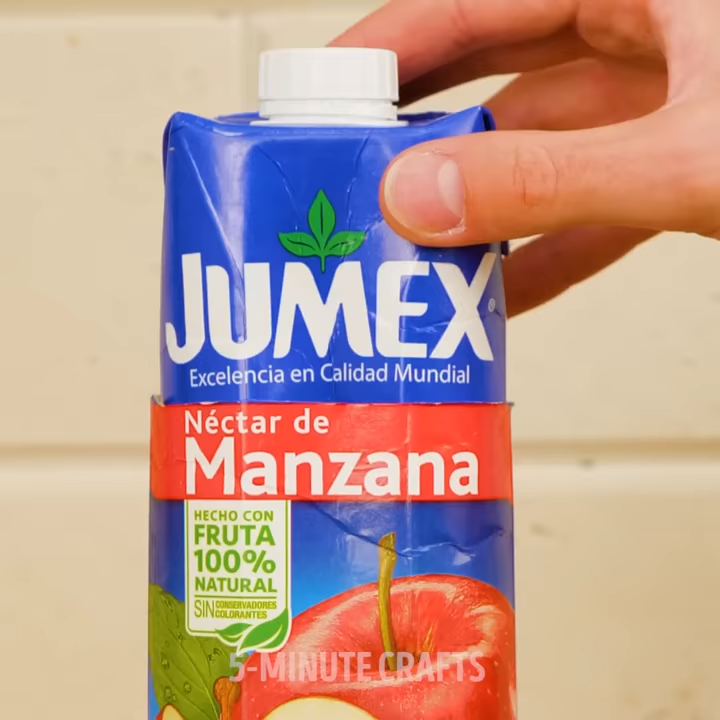 JUMEX®
Excelencia en Calidad Mundial
Néctar de
Manzana
HECHO CON
FRUTA
100%
NATURAL
SIN CONSERVADORES
COLORANTES
5-MINUTE CRAFTS